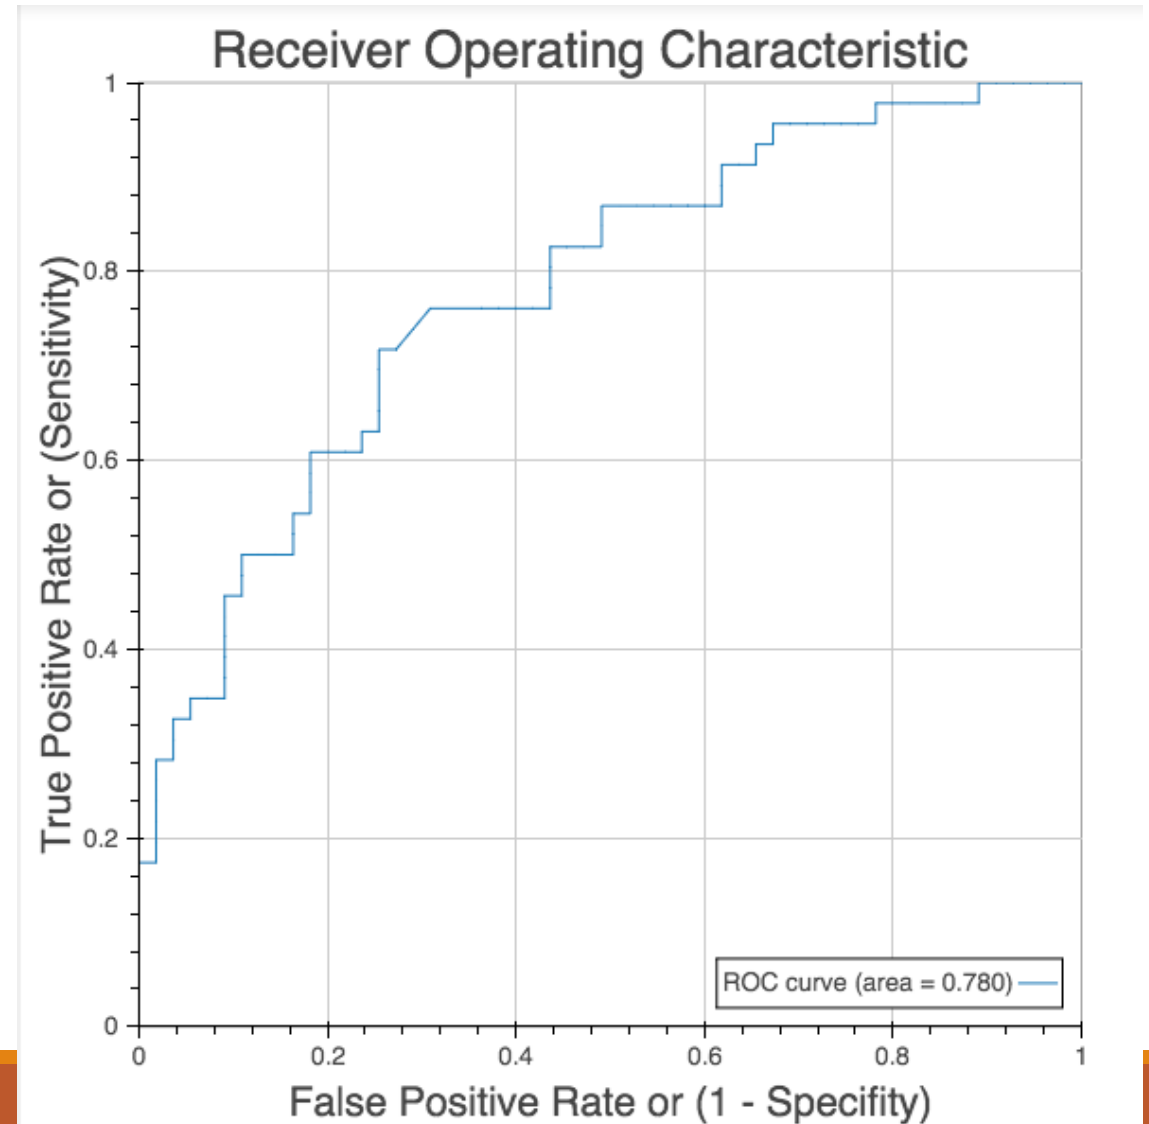 Receiver Operating Characteristic
True Positive Rate or (Sensitivity)
1
0.8
0.6
0.4
0.2
0
ROC curve (area = 0.780)
0 0.2 0.4 0.6 0.8 1
False Positive Rate or (1 - Specifity)